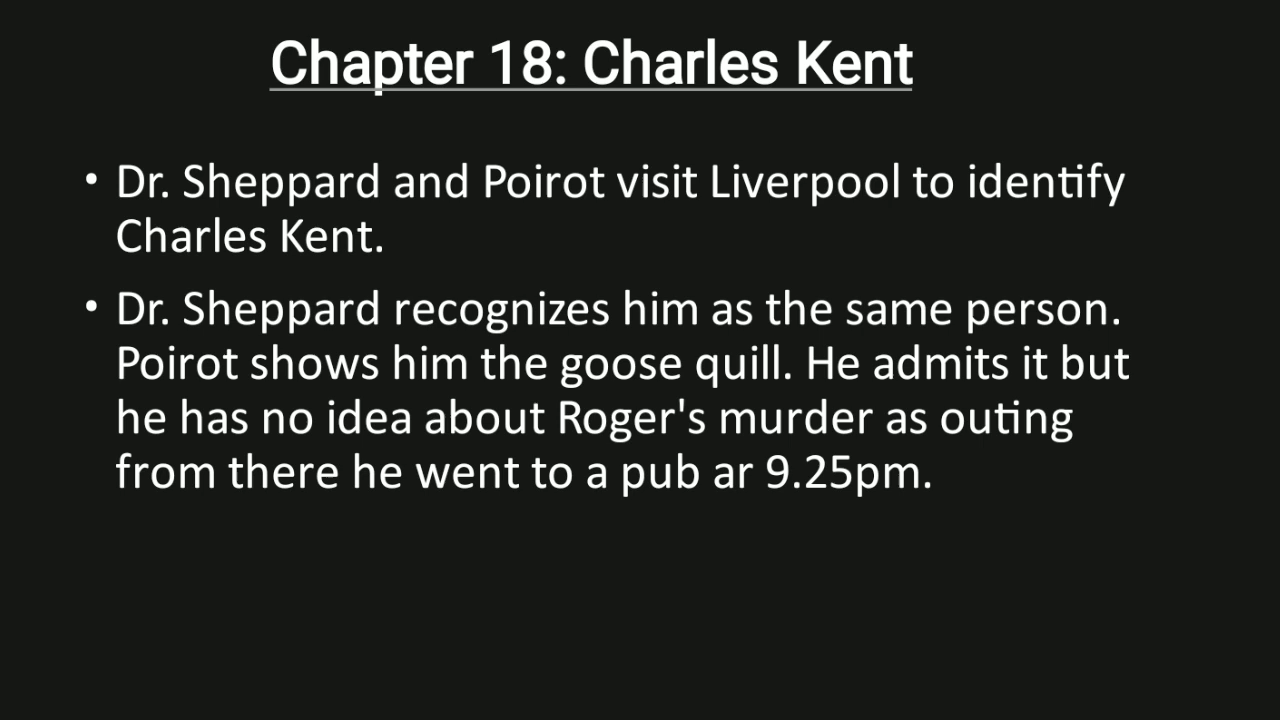 Chapter 18: Charles Kent
• Dr. Sheppard and Poirot visit Liverpool to identify
Charles Kent.
• Dr. Sheppard recognizes him as the same person.
Poirot shows him the goose quill. He admits it but
he has no idea about Roger's murder as outing
from there he went to a pub ar 9.25pm.